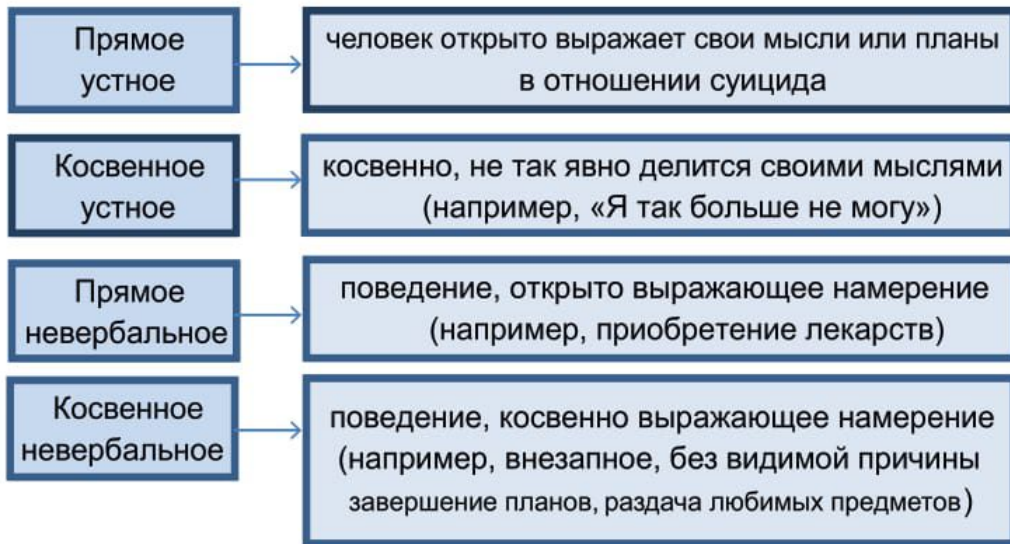 Прямое
устное
человек открыто выражает свои мысли или планы
в отношении суицида
Косвенное
устное
косвенно, не так явно делится своими мыслями
(например, «Я так больше не могу»)
Прямое
невербальное
поведение, открыто выражающее намерение
(например, приобретение лекарств)
Косвенное
невербальное
поведение, косвенно выражающее намерение
(например, внезапное, без видимой причины
завершение планов, раздача любимых предметов)